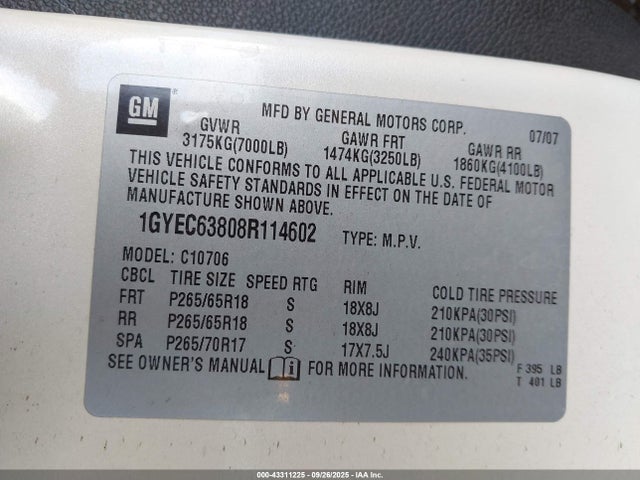 GM
MFD BY GENERAL MOTORS CORP. 07/07
GVWR GAWR FRT GAWR RR
3175KG(7000LB) 1474KG(3250LB) 1860KG(4100LB)
THIS VEHICLE CONFORMS TO ALL APPLICABLE U.S. FEDERAL MOTOR
VEHICLE SAFETY STANDARDS IN EFFECT ON THE DATE OF
MANUFACTURE SHOWN ABOVE.
1GYEC63808R114602 TYPE: M.P.V.
MODEL: C10706
CBCL TIRE SIZE SPEED RTG RIM COLD TIRE PRESSURE
FRT P265/65R18 S 18X8J 210KPA(30PSI)
RR P265/65R18 S 18X8J 210KPA(30PSI)
SPA P265/70R17 S 17X7.5J 240KPA(35PSI)
SEE OWNER'S MANUAL i FOR MORE INFORMATION.
F 395 LB
T 401 LB
000-43311225 - 09/26/2025 - IAA Inc.